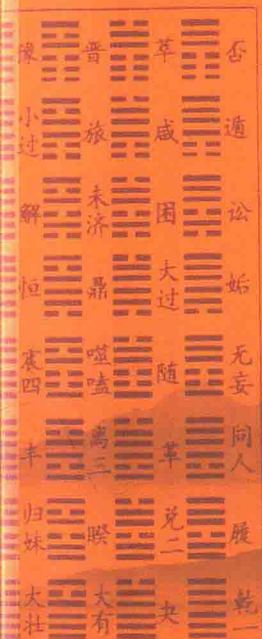 豫 晋 萃 否
小过 旅 咸 遁
解 未济 困 讼
恒 鼎 大过 姤
震四 噬嗑 随 无妄
丰 离三 革 同人
归妹 睽 兑二 履
大壮 大有 夬 乾一